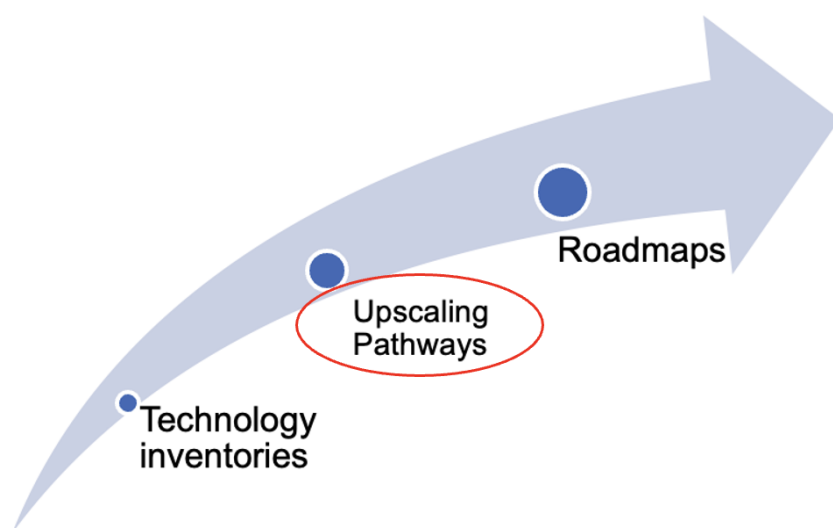 Roadmaps
Upscaling
Pathways
Technology
inventories